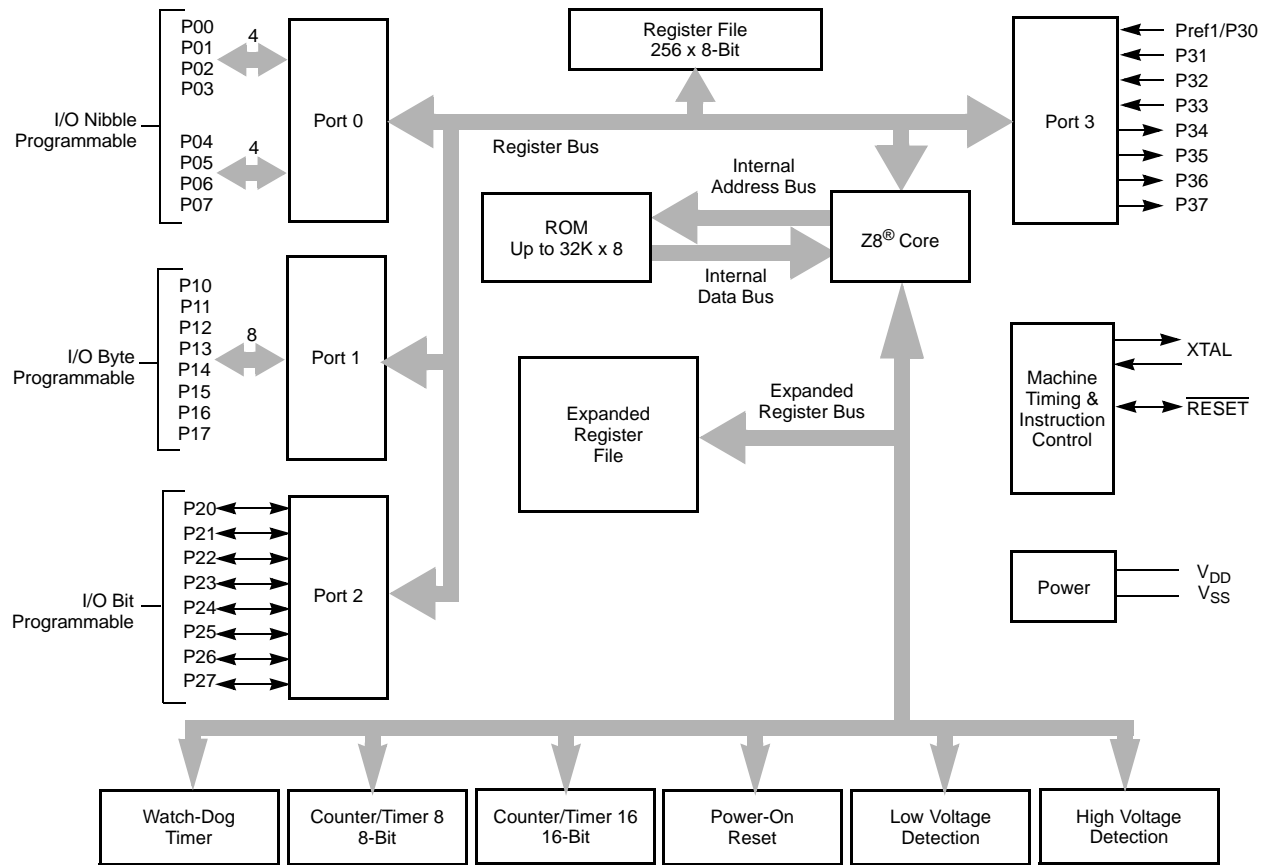 I/O Nibble
Programmable
P00
P01
P02
P03
4
P04
P05
P06
P07
4
Port 0
Register File
256 x 8-Bit
Register Bus
Port 3
Pref1/P30
P31
P32
P33
P34
P35
P36
P37
Internal
Address Bus
ROM
Up to 32K x 8
Z8® Core
Internal
Data Bus
I/O Byte
Programmable
P10
P11
P12
P13
P14
P15
P16
P17
8
Port 1
Expanded
Register
File
Expanded
Register Bus
Machine
Timing &
Instruction
Control
XTAL
RESET
I/O Bit
Programmable
P20
P21
P22
P23
P24
P25
P26
P27
Port 2
Power
VDD
VSS
Watch-Dog
Timer
Counter/Timer 8
8-Bit
Counter/Timer 16
16-Bit
Power-On
Reset
Low Voltage
Detection
High Voltage
Detection